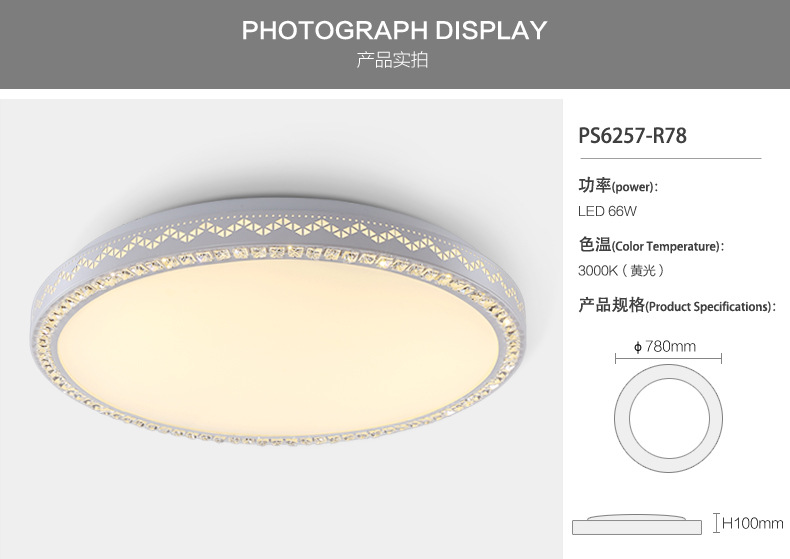 PHOTOGRAPH DISPLAY
产品实拍
PS6257-R78
功率(power):
LED 66W
色温(Color Temperature):
3000K（黄光）
产品规格(Product Specifications):
ϕ780mm
H100mm